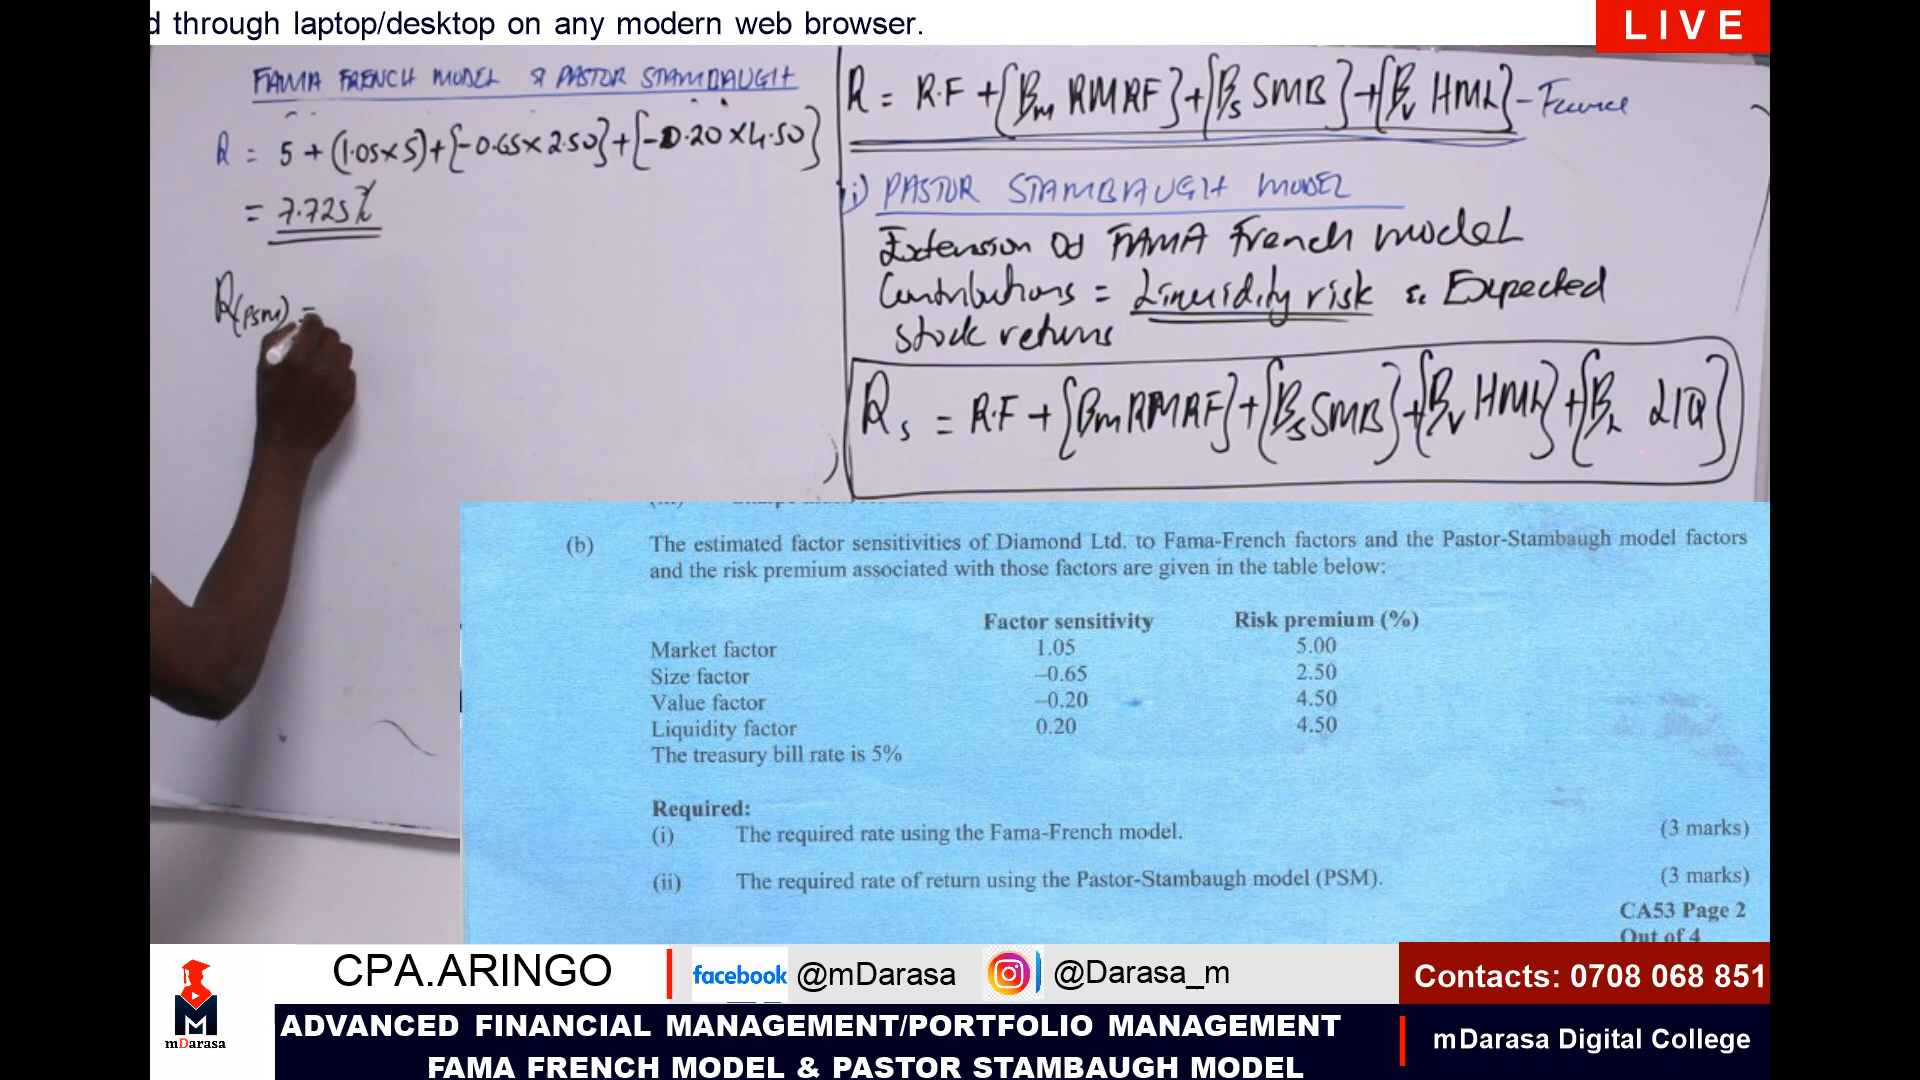 d through laptop/desktop on any modern web browser.
LIVE
FAMA FRENCH MODEL & PASTOR STAMBAUGH
R = 5 + (1.05 x 5) + {-0.65 x 2.50} + {-0.20 x 4.50}
= 7.725%
R(PSM) =
R = R.F + {Bm RMRF} + {Bs SMB} + {Bv HML} -
i) PASTOR STAMBAUGH MODEL
Extension Of FAMA French model
Contributions = Liquidity risk & Expected
stock returns
Rs = R.F + {Bm RMRF} + {Bs SMB} + {Bv HML} + {BL LIQ}
(b) The estimated factor sensitivities of Diamond Ltd. to Fama-French factors and the Pastor-Stambaugh model factors
and the risk premium associated with those factors are given in the table below:
Factor sensitivity Risk premium (%)
Market factor 1.05 5.00
Size factor –0.65 2.50
Value factor –0.20 4.50
Liquidity factor 0.20 4.50
The treasury bill rate is 5%
Required:
(i) The required rate using the Fama-French model. (3 marks)
(ii) The required rate of return using the Pastor-Stambaugh model (PSM). (3 marks)
CA53 Page 2
Out of 4
CPA.ARINGO
facebook @mDarasa
@Darasa_m
Contacts: 0708 068 851
mDarasa
ADVANCED FINANCIAL MANAGEMENT/PORTFOLIO MANAGEMENT
FAMA FRENCH MODEL & PASTOR STAMBAUGH MODEL
mDarasa Digital College